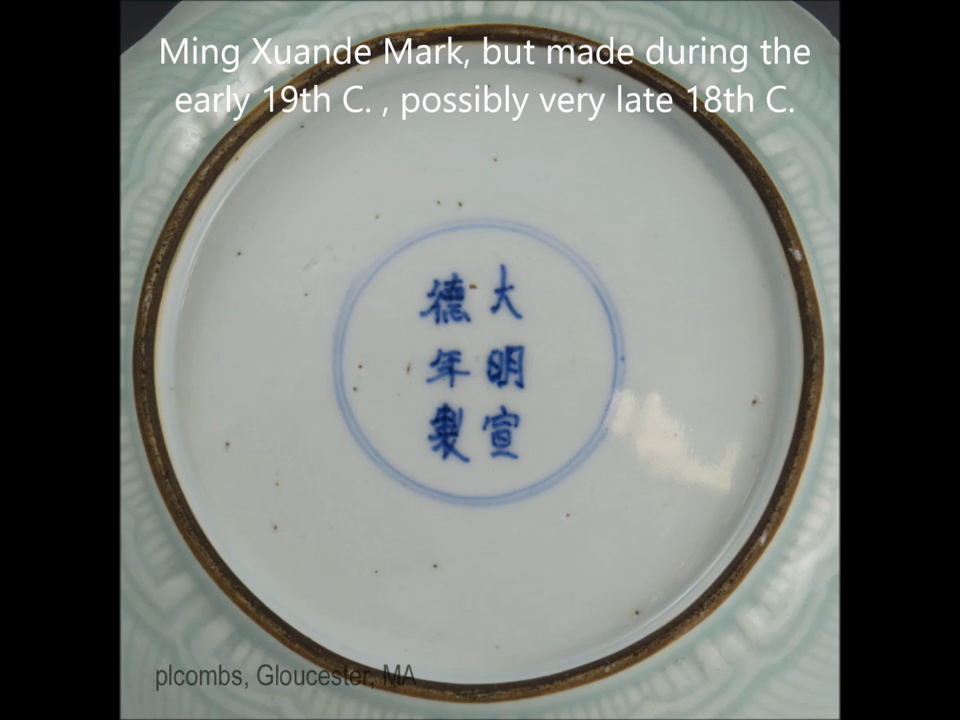 Ming Xuande Mark, but made during the
early 19th C. , possibly very late 18th C.
大明宣
德年製
plcombs, Gloucester, MA